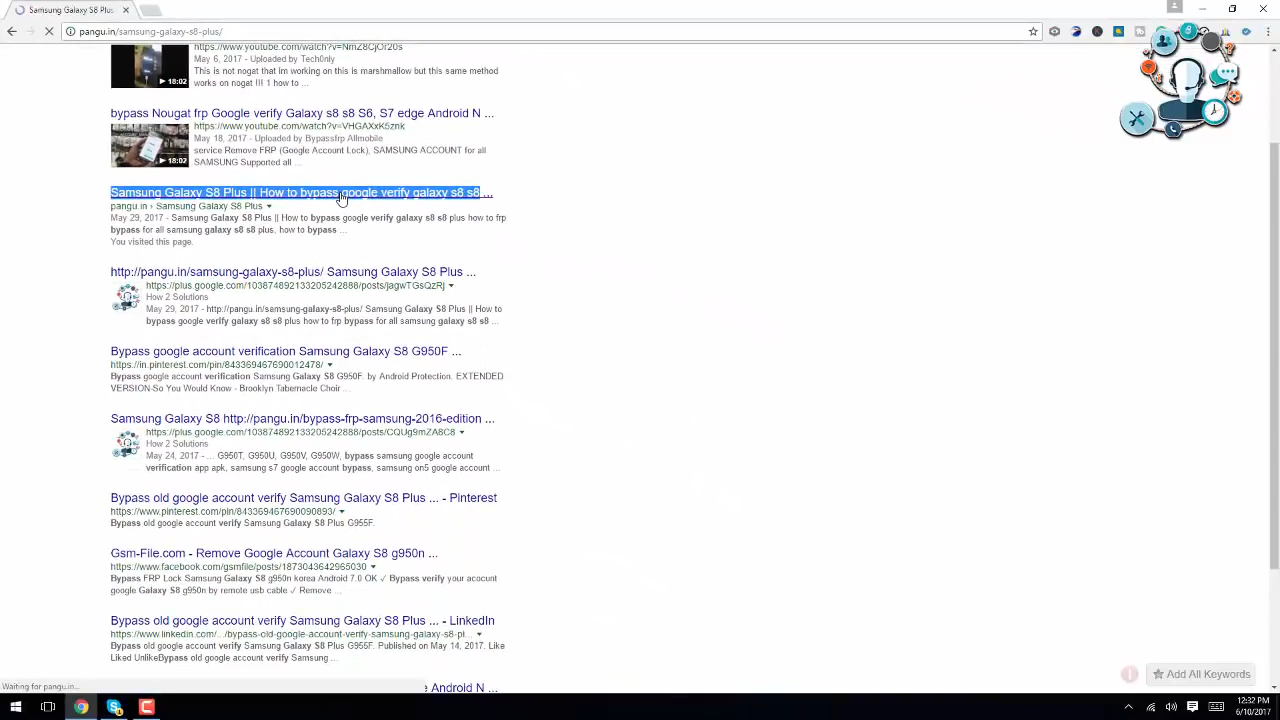 Samsung Galaxy S8 Plus
pangu.in/samsung-galaxy-s8-plus/
https://www.youtube.com/watch?v=NmZ8CjOr20s
May 6, 2017 - Uploaded by Tech0nly
This is not nogat that Im working on this is marshmallow but this same method
works on nogat !!! 1 how to ...
18:02
bypass Nougat frp Google verify Galaxy s8 s8 S6, S7 edge Android N ...
https://www.youtube.com/watch?v=VHGAXxK5znk
May 18, 2017 - Uploaded by Bypassfrp Allmobile
service Remove FRP (Google Account Lock), SAMSUNG ACCOUNT for all
SAMSUNG Supported all ...
18:02
Samsung Galaxy S8 Plus || How to bypass google verify galaxy s8 s8 ...
pangu.in › Samsung Galaxy S8 Plus
May 29, 2017 - Samsung Galaxy S8 Plus || How to bypass google verify galaxy s8 s8 plus how to frp
bypass for all samsung galaxy s8 s8 plus, how to bypass ...
You visited this page.
http://pangu.in/samsung-galaxy-s8-plus/ Samsung Galaxy S8 Plus ...
https://plus.google.com/103874892133205242888/posts/jagwTGsQzRj
How 2 Solutions
May 29, 2017 - http://pangu.in/samsung-galaxy-s8-plus/ Samsung Galaxy S8 Plus || How to
bypass google verify galaxy s8 s8 plus how to frp bypass for all samsung galaxy s8 s8 ...
Bypass google account verification Samsung Galaxy S8 G950F ...
https://in.pinterest.com/pin/843369467690012478/
Bypass google account verification Samsung Galaxy S8 G950F. by Android Protection. EXTENDED
VERSION-So You Would Know - Brooklyn Tabernacle Choir ...
Samsung Galaxy S8 http://pangu.in/bypass-frp-samsung-2016-edition ...
https://plus.google.com/103874892133205242888/posts/CQUg9mZA8C8
How 2 Solutions
May 24, 2017 - ... G950T, G950U, G950V, G950W, bypass samsung google account
verification app apk, samsung s7 google account bypass, samsung on5 google account ...
Bypass old google account verify Samsung Galaxy S8 Plus ... - Pinterest
https://www.pinterest.com/pin/843369467690090893/
Bypass old google account verify Samsung Galaxy S8 Plus G955F.
Gsm-File.com - Remove Google Account Galaxy S8 g950n ...
https://www.facebook.com/gsmfile/posts/1873043642965030
Bypass FRP Lock Samsung Galaxy S8 g950n korea Android 7.0 OK ✓ Bypass verify your acocunt
google Galaxy S8 g950n by remote usb cable ✓ Remove ...
Bypass old google account verify Samsung Galaxy S8 Plus ... - LinkedIn
https://www.linkedin.com/.../bypass-old-google-account-verify-samsung-galaxy-s8-pl...
Bypass old google account verify Samsung Galaxy S8 Plus G955F. Published on May 14, 2017. Like
Liked UnlikeBypass old google account verify Samsung ...
Add All Keywords
Waiting for pangu.in...
e Android N ...
12:32 PM
6/10/2017